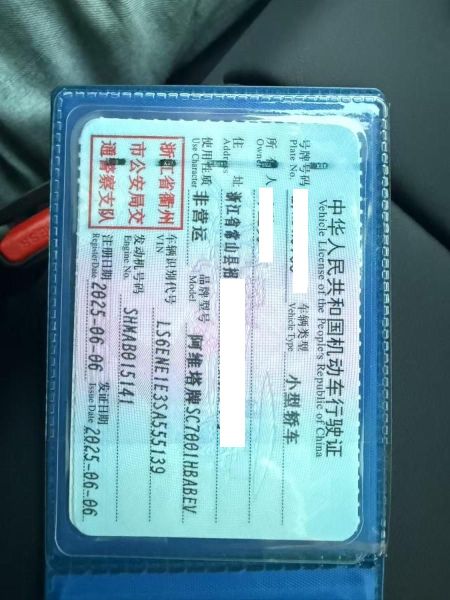 中华人民共和国机动车行驶证
Vehicle License of the People's Republic of China
号牌号码 车辆类型 小型轿车
Plate No. Vehicle Type
所有人
Owner
住址 浙江省常山县招
Address
使用性质 非营运 品牌型号 阿维塔牌SC7001HBABEV
Use Character Model
浙江省衢州
市公安局交
通警察支队
车辆识别代号 LS6ENE1E3SA555139
VIN
发动机号码 SHMAB015141
Engine No.
注册日期 2025-06-06 发证日期 2025-06-06
Register Date Issue Date